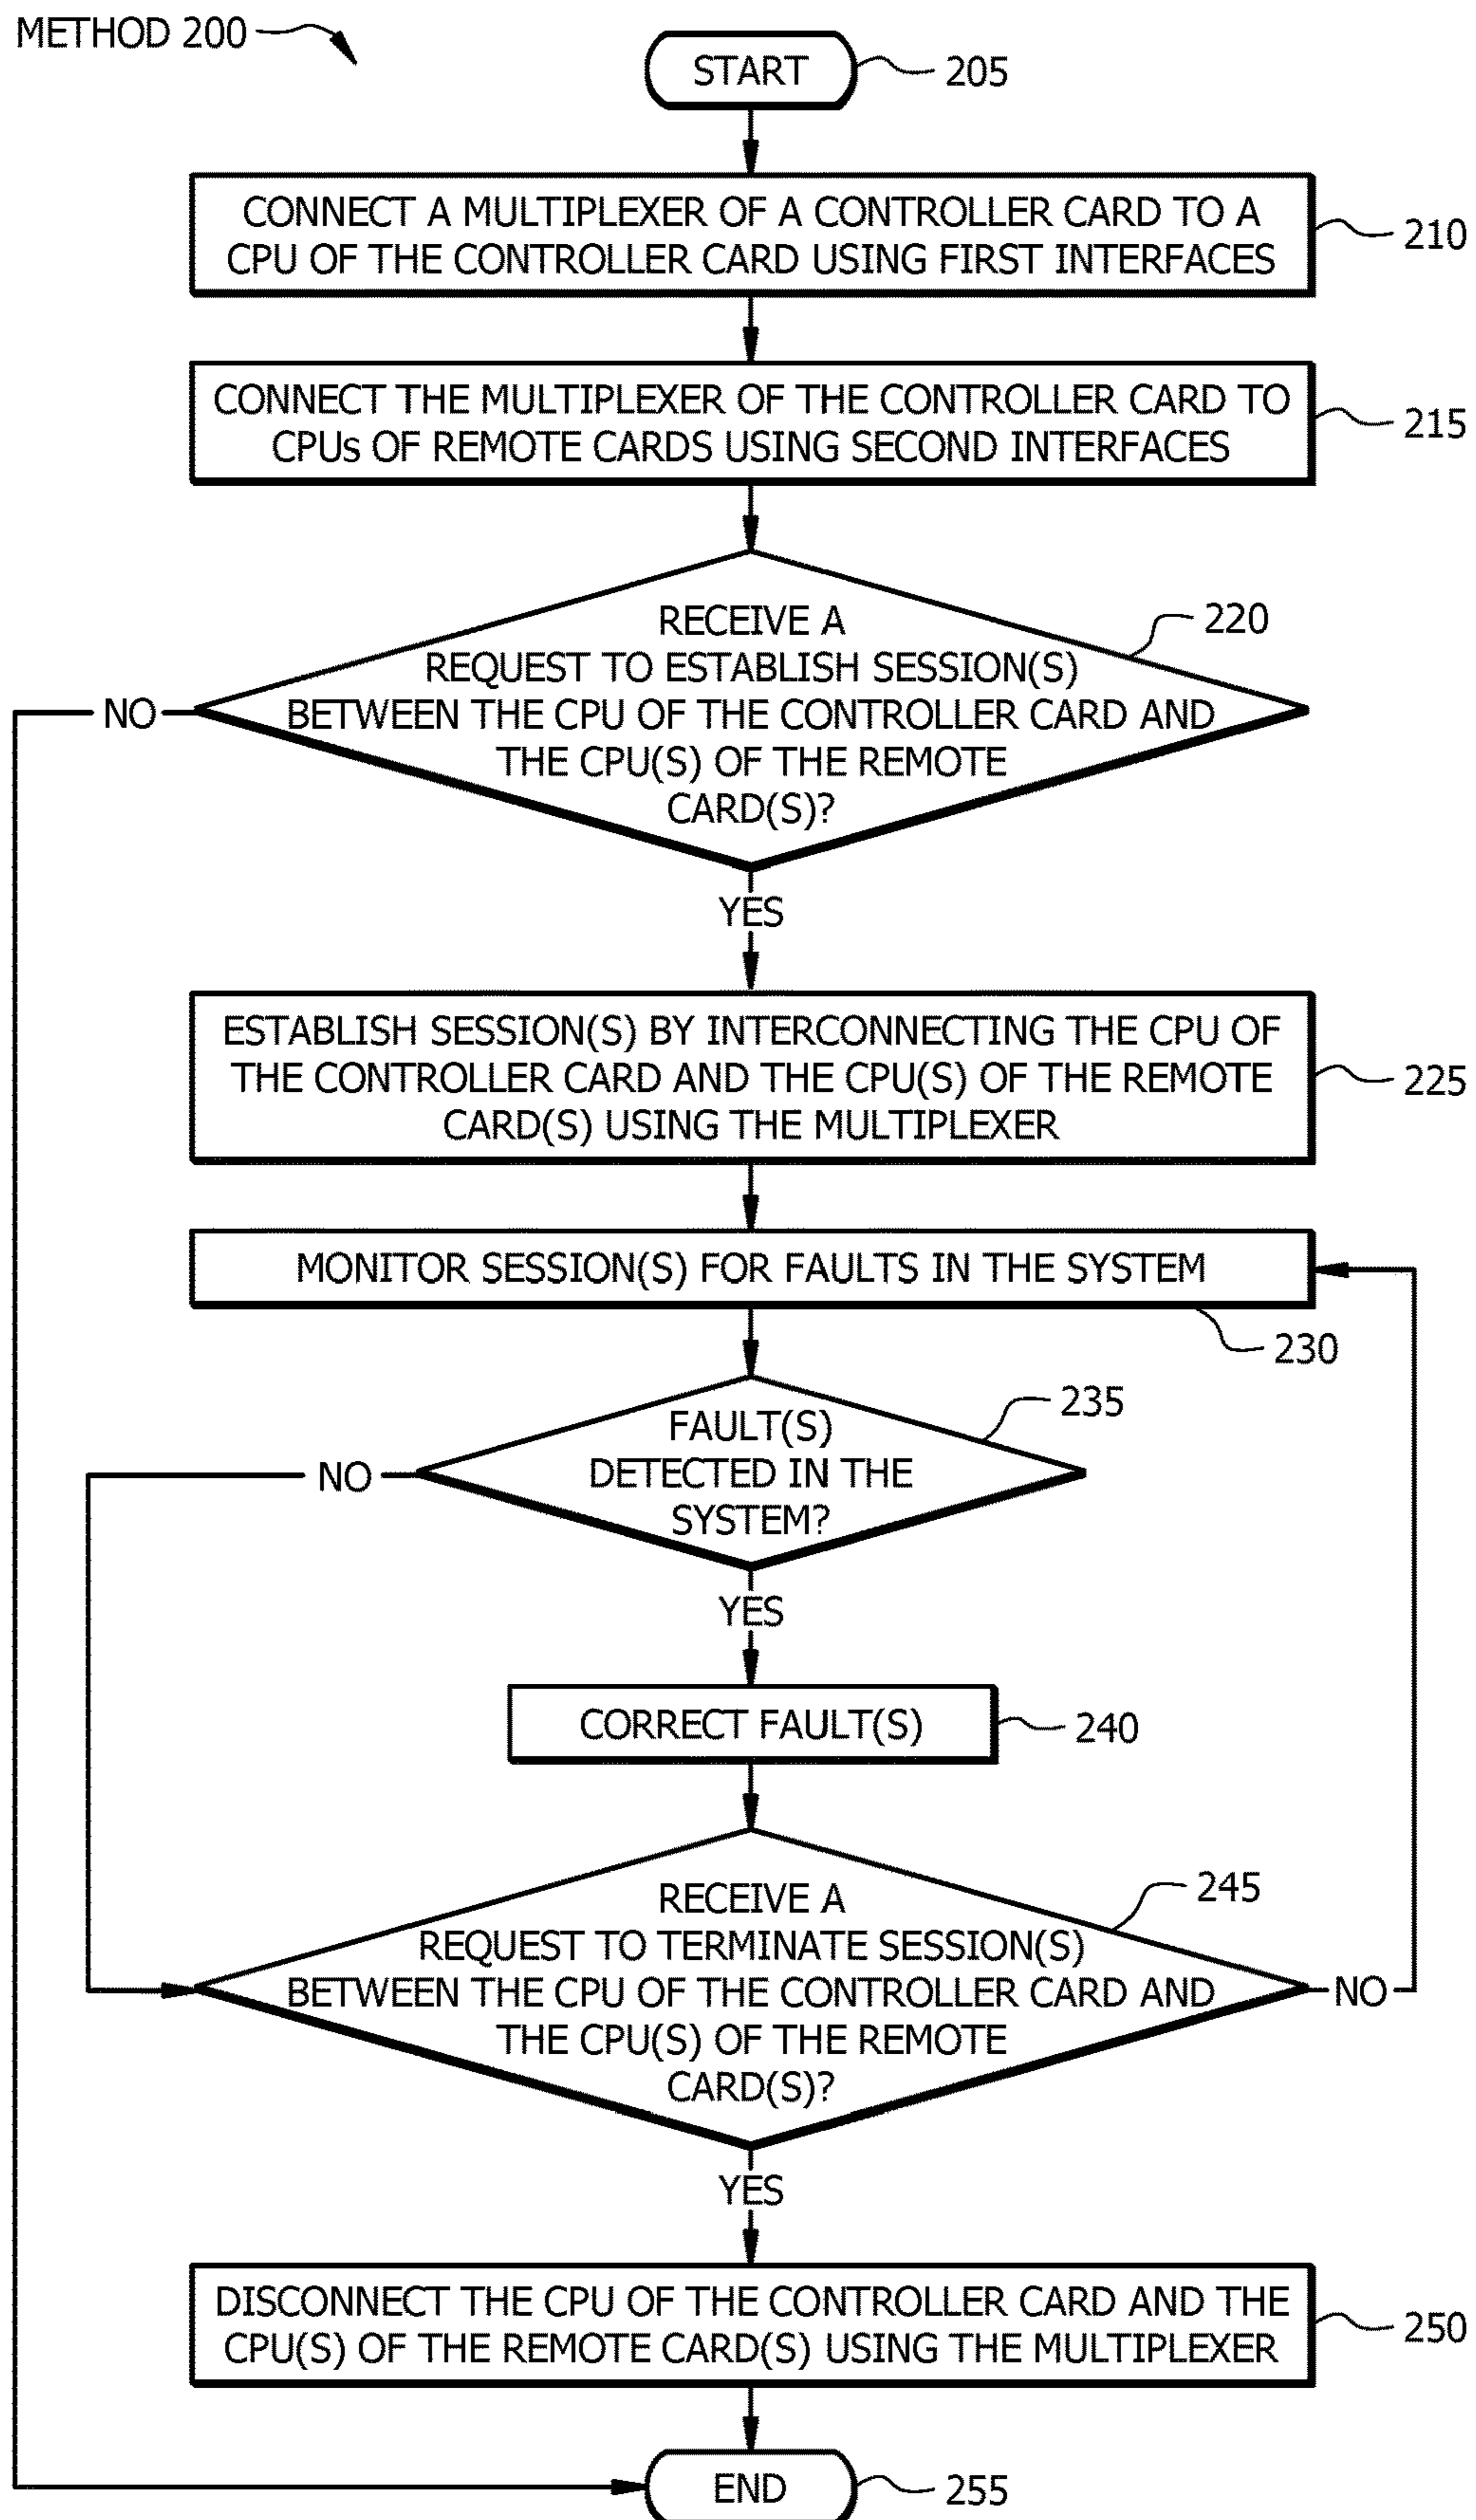 METHOD 200
START
205
CONNECT A MULTIPLEXER OF A CONTROLLER CARD TO A
CPU OF THE CONTROLLER CARD USING FIRST INTERFACES
210
CONNECT THE MULTIPLEXER OF THE CONTROLLER CARD TO
CPUs OF REMOTE CARDS USING SECOND INTERFACES
215
RECEIVE A
REQUEST TO ESTABLISH SESSION(S)
BETWEEN THE CPU OF THE CONTROLLER CARD AND
THE CPU(S) OF THE REMOTE
CARD(S)?
220
NO
YES
ESTABLISH SESSION(S) BY INTERCONNECTING THE CPU OF
THE CONTROLLER CARD AND THE CPU(S) OF THE REMOTE
CARD(S) USING THE MULTIPLEXER
225
MONITOR SESSION(S) FOR FAULTS IN THE SYSTEM
230
FAULT(S)
DETECTED IN THE
SYSTEM?
235
NO
YES
CORRECT FAULT(S)
240
RECEIVE A
REQUEST TO TERMINATE SESSION(S)
BETWEEN THE CPU OF THE CONTROLLER CARD AND
THE CPU(S) OF THE REMOTE
CARD(S)?
245
NO
YES
DISCONNECT THE CPU OF THE CONTROLLER CARD AND THE
CPU(S) OF THE REMOTE CARD(S) USING THE MULTIPLEXER
250
END
255